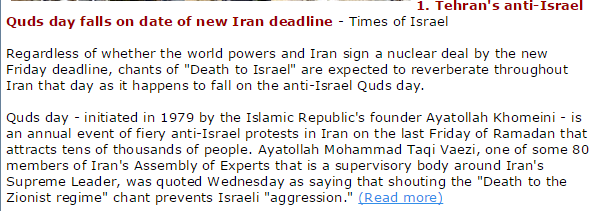 1. Tehran's anti-Israel
Quds day falls on date of new Iran deadline - Times of Israel
Regardless of whether the world powers and Iran sign a nuclear deal by the new
Friday deadline, chants of "Death to Israel" are expected to reverberate throughout
Iran that day as it happens to fall on the anti-Israel Quds day.
Quds day - initiated in 1979 by the Islamic Republic's founder Ayatollah Khomeini - is
an annual event of fiery anti-Israel protests in Iran on the last Friday of Ramadan that
attracts tens of thousands of people. Ayatollah Mohammad Taqi Vaezi, one of some 80
members of Iran's Assembly of Experts that is a supervisory body around Iran's
Supreme Leader, was quoted Wednesday as saying that shouting the "Death to the
Zionist regime" chant prevents Israeli "aggression." (Read more)